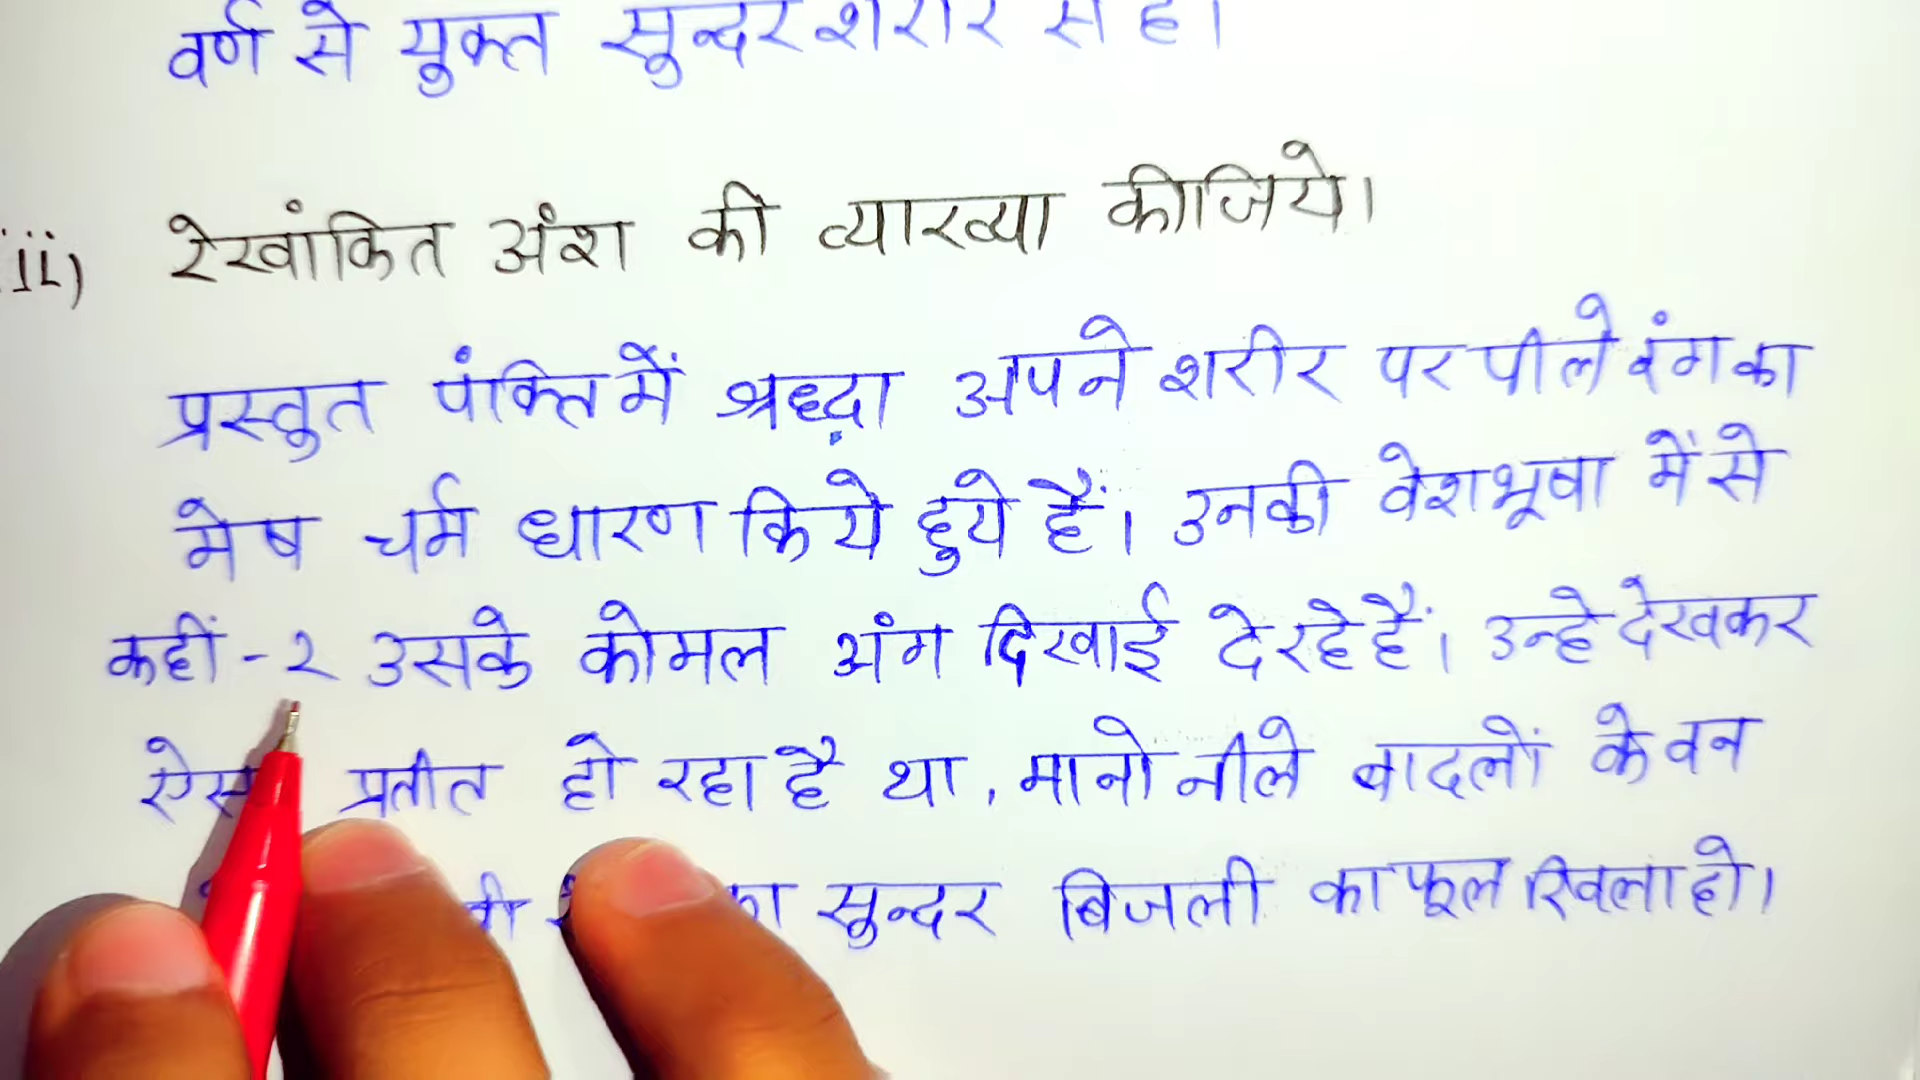 वर्ण से युक्त सुन्दर शरीर से है।
iii) रेखांकित अंश की व्याख्या कीजिये।
प्रस्तुत पंक्ति में श्रद्धा अपने शरीर पर पीले रंग का
मेष चर्म धारण किये हुये हैं। उनकी वेशभूषा में से
कहीं-२ उसके कोमल अंग दिखाई दे रहे हैं। उन्हे देखकर
प्रतीत हो रहा है था, मानो नीले बादलों के वन
सुन्दर बिजली का फूल खिला हो।